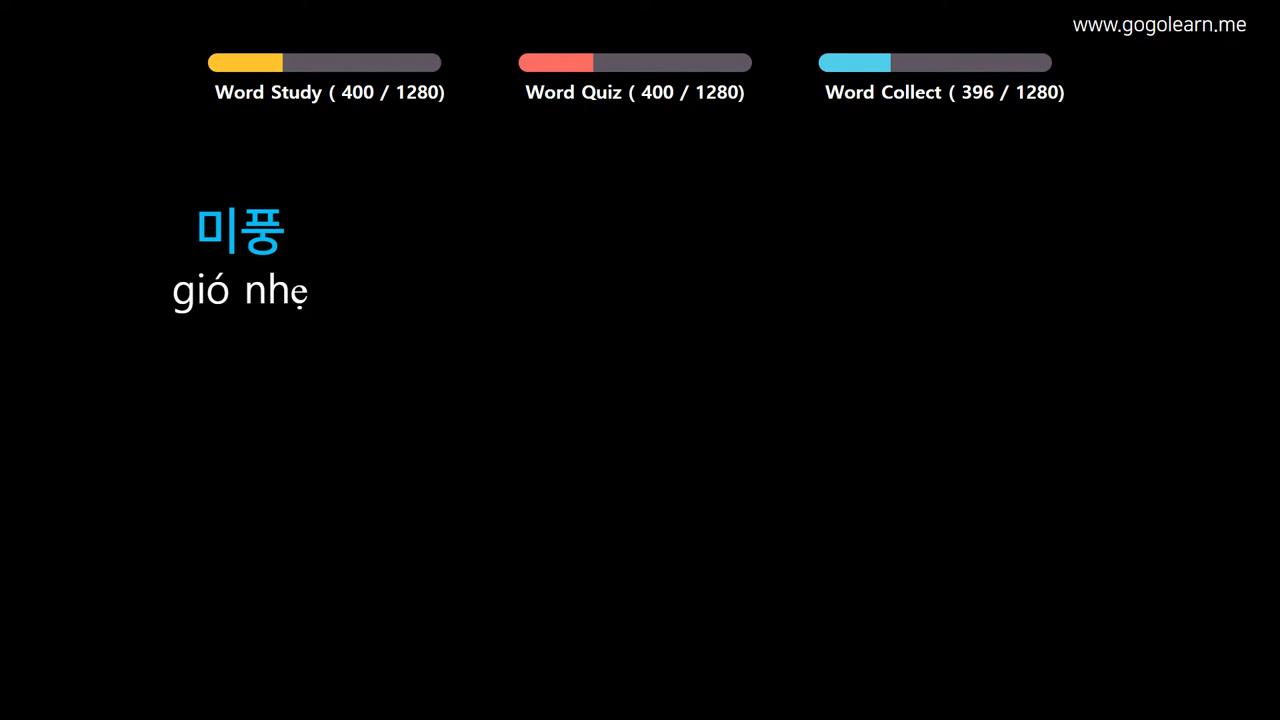 www.gogolearn.me
Word Study ( 400 / 1280)
Word Quiz ( 400 / 1280)
Word Collect ( 396 / 1280)
미풍
gió nhẹ